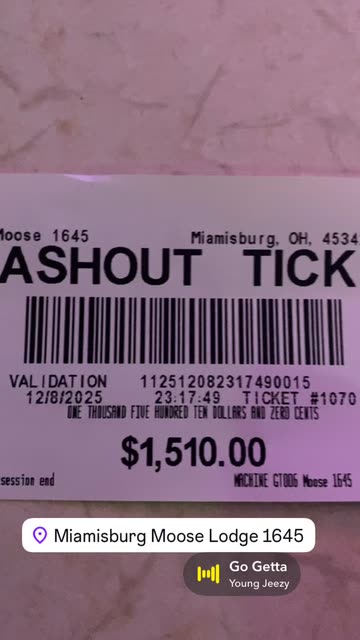 Moose 1645 Miamisburg, OH, 4534
ASHOUT TICK
VALIDATION 112512082317490015
12/8/2025 23:17:49 TICKET #1070
ONE THOUSAND FIVE HUNDRED TEN DOLLARS AND ZERO CENTS
$1,510.00
session end MACHINE GT006 Moose 1645
Miamisburg Moose Lodge 1645
Go Getta
Young Jeezy